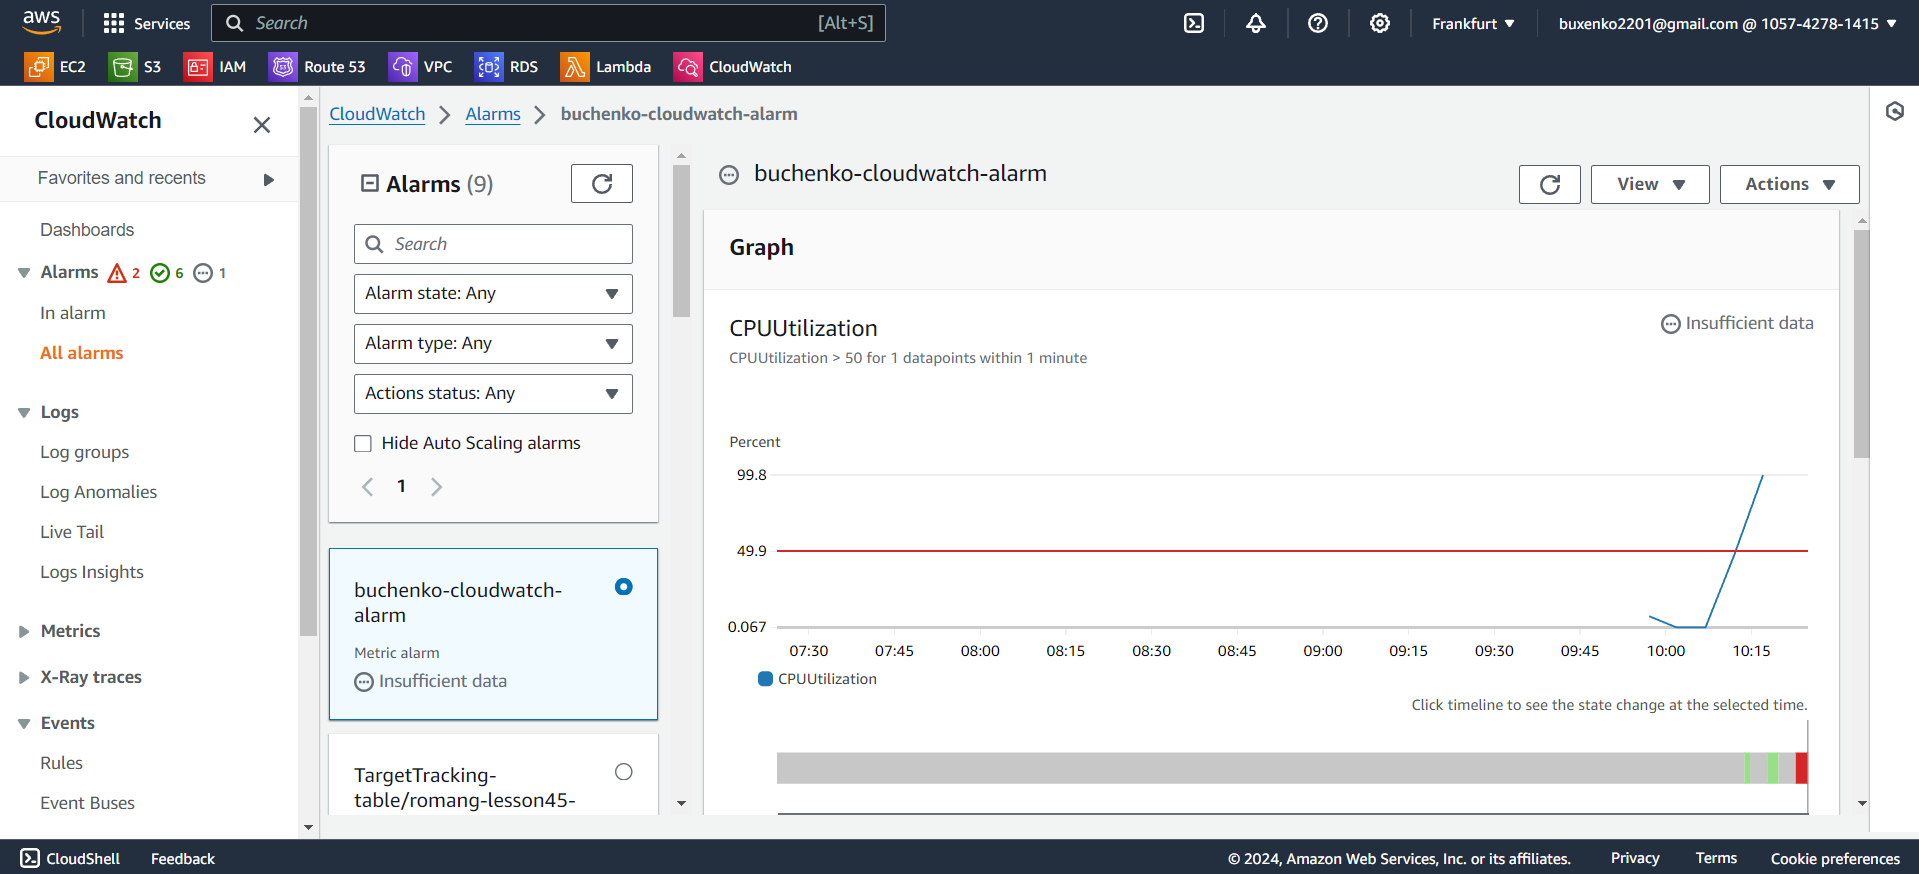 aws
Services
Search
[Alt+S]
Frankfurt
buxenko2201@gmail.com @ 1057-4278-1415
EC2
S3
IAM
Route 53
VPC
RDS
Lambda
CloudWatch
CloudWatch
Favorites and recents
Dashboards
Alarms 2 6 1
In alarm
All alarms
Logs
Log groups
Log Anomalies
Live Tail
Logs Insights
Metrics
X-Ray traces
Events
Rules
Event Buses
CloudWatch
Alarms
buchenko-cloudwatch-alarm
Alarms (9)
Search
Alarm state: Any
Alarm type: Any
Actions status: Any
Hide Auto Scaling alarms
1
buchenko-cloudwatch-
alarm
Metric alarm
Insufficient data
TargetTracking-
table/romang-lesson45-
buchenko-cloudwatch-alarm
View
Actions
Graph
CPUUtilization
Insufficient data
CPUUtilization > 50 for 1 datapoints within 1 minute
Percent
99.8
49.9
0.067
07:30 07:45 08:00 08:15 08:30 08:45 09:00 09:15 09:30 09:45 10:00 10:15
CPUUtilization
Click timeline to see the state change at the selected time.
CloudShell
Feedback
© 2024, Amazon Web Services, Inc. or its affiliates.
Privacy
Terms
Cookie preferences